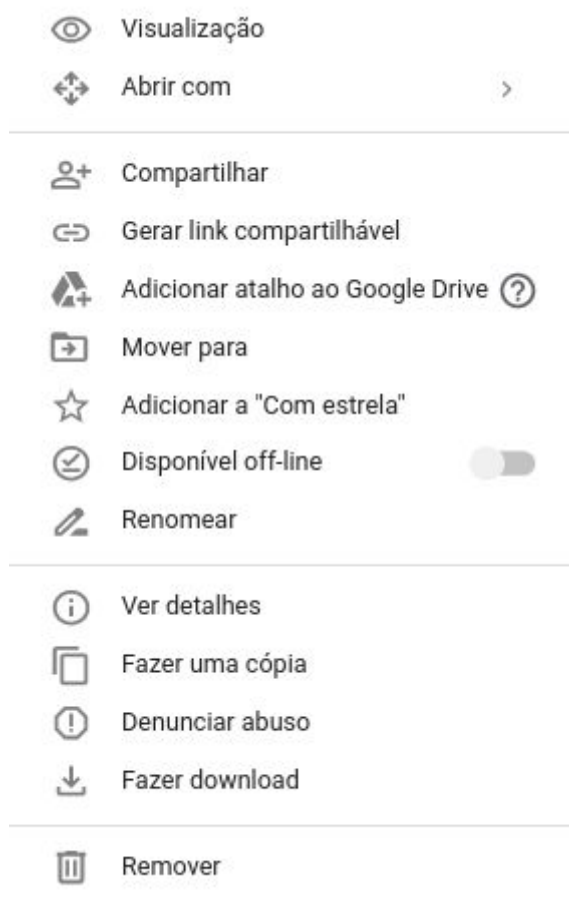 Visualização
Abrir com
Compartilhar
Gerar link compartilhável
Adicionar atalho ao Google Drive
Mover para
Adicionar a "Com estrela"
Disponível off-line
Renomear
Ver detalhes
Fazer uma cópia
Denunciar abuso
Fazer download
Remover